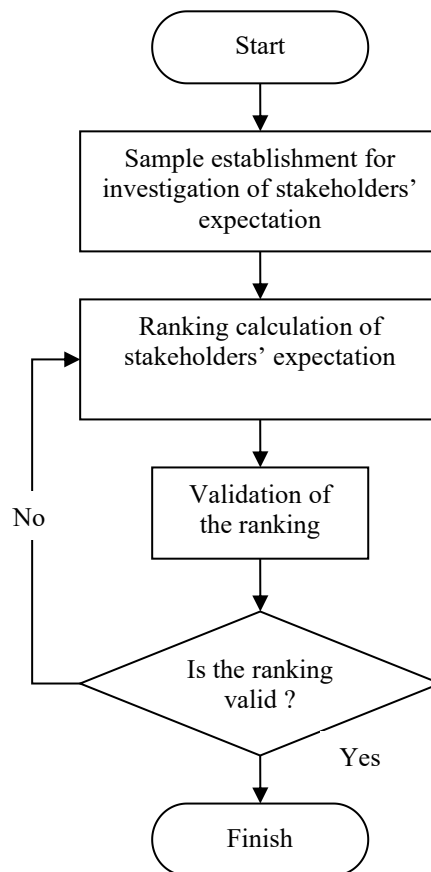 Start
Sample establishment for
investigation of stakeholders’
expectation
Ranking calculation of
stakeholders’ expectation
Validation of
the ranking
No
Is the ranking
valid ?
Yes
Finish